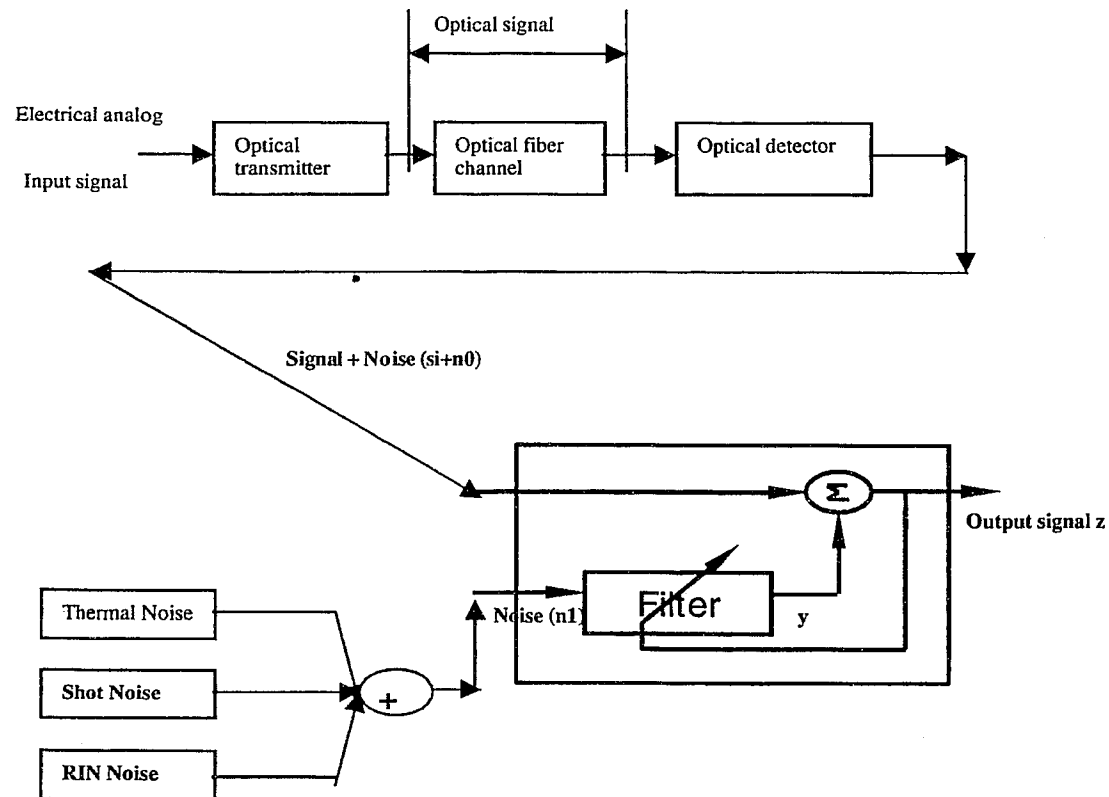 Optical signal
Electrical analog
Input signal
Optical
transmitter
Optical fiber
channel
Optical detector
Signal + Noise (si+n0)
Σ
Output signal z
Filter
Noise (n1)
y
Thermal Noise
Shot Noise
+
RIN Noise